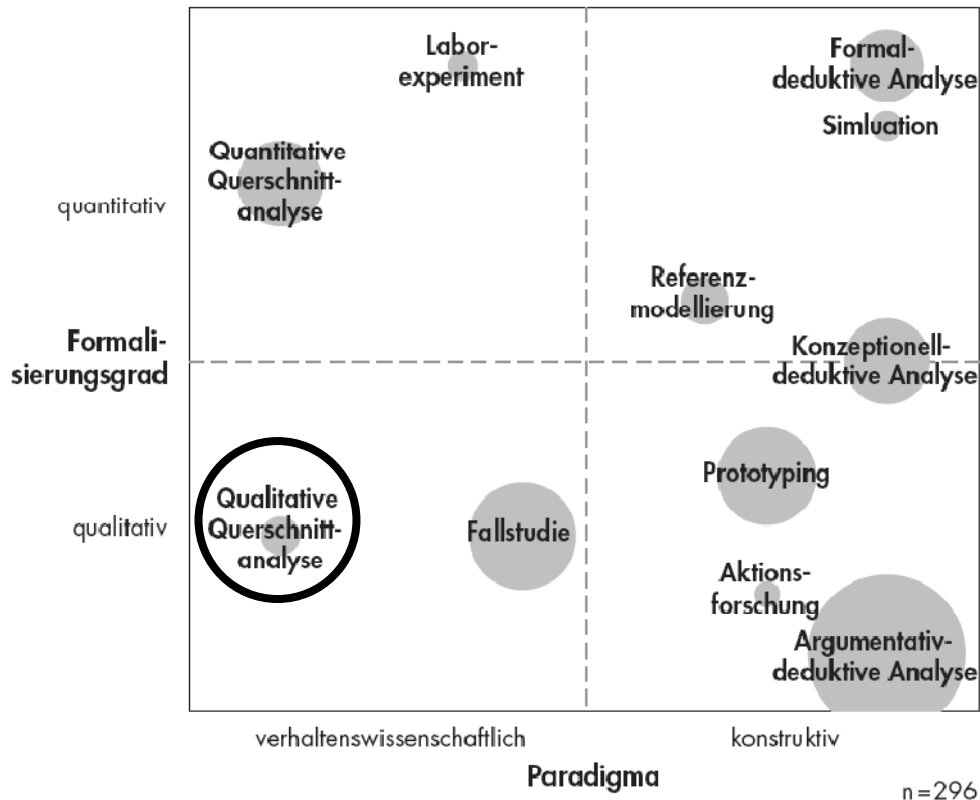 Labor-
experiment
Formal-
deduktive Analyse
Simluation
Quantitative
Querschnitt-
analyse
quantitativ
Referenz-
modellierung
Formali-
sierungsgrad
Konzeptionell-
deduktive Analyse
Prototyping
Qualitative
Querschnitt-
analyse
qualitativ
Fallstudie
Aktions-
forschung
Argumentativ-
deduktive Analyse
verhaltenswissenschaftlich
konstruktiv
Paradigma
n=296